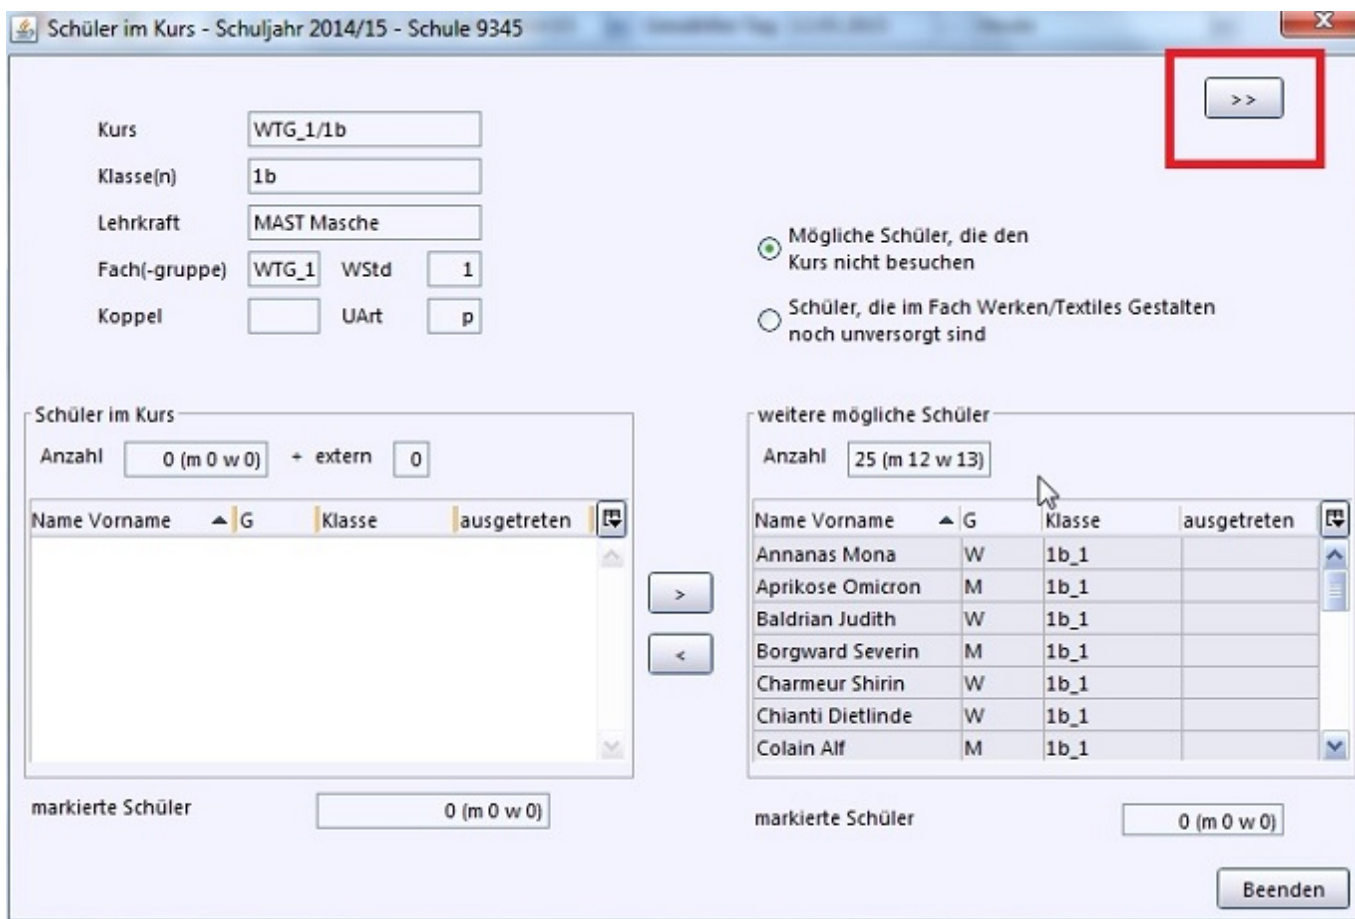 Schüler im Kurs - Schuljahr 2014/15 - Schule 9345
>>
Kurs WTG_1/1b
Klasse(n) 1b
Lehrkraft MAST Masche
Fach(-gruppe) WTG_1 WStd 1
Koppel UArt p
Mögliche Schüler, die den
Kurs nicht besuchen
Schüler, die im Fach Werken/Textiles Gestalten
noch unversorgt sind
Schüler im Kurs
Anzahl 0 (m 0 w 0) + extern 0
Name Vorname G Klasse ausgetreten
>
<
markierte Schüler 0 (m 0 w 0)
weitere mögliche Schüler
Anzahl 25 (m 12 w 13)
Name Vorname G Klasse ausgetreten
Annanas Mona W 1b_1
Aprikose Omicron M 1b_1
Baldrian Judith W 1b_1
Borgward Severin M 1b_1
Charmeur Shirin W 1b_1
Chianti Dietlinde W 1b_1
Colain Alf M 1b_1
markierte Schüler 0 (m 0 w 0)
Beenden